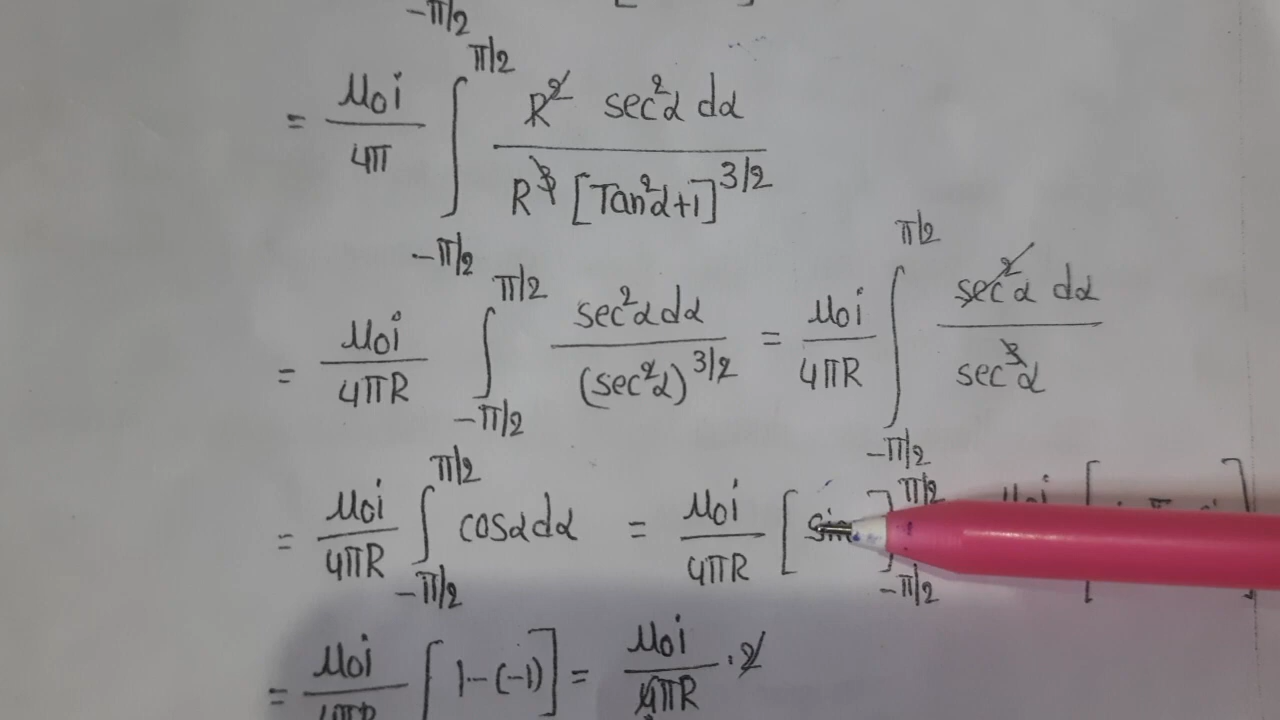 -π/2
= μ₀i/4π ∫_{-π/2}^{π/2} R² sec²α dα / R³ [Tan²α+1]^{3/2}
= μ₀i/4πR ∫_{-π/2}^{π/2} sec²α dα / (sec²α)^{3/2} = μ₀i/4πR ∫_{-π/2}^{π/2} sec²α dα / sec³α
= μ₀i/4πR ∫_{-π/2}^{π/2} cosα dα = μ₀i/4πR [sin ]_{-π/2}^{π/2}
= μ₀i/4πR [1-(-1)] = μ₀i/4πR · 2